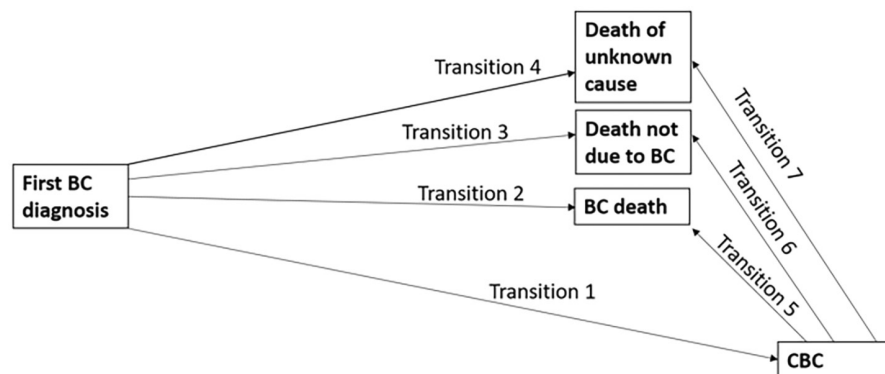 Death of
unknown
cause
Transition 4
Transition 3
Death not
due to BC
First BC
diagnosis
Transition 2
BC death
Transition 7
Transition 6
Transition 5
Transition 1
CBC